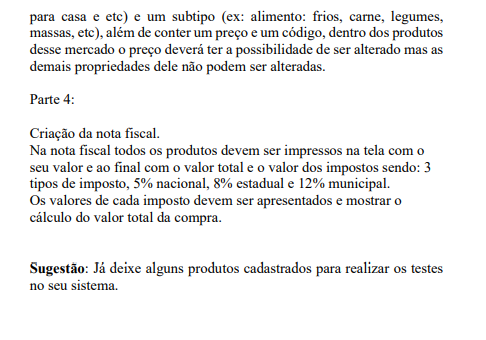 para casa e etc) e um subtipo (ex: alimento: frios, carne, legumes,
massas, etc), além de conter um preço e um código, dentro dos produtos
desse mercado o preço deverá ter a possibilidade de ser alterado mas as
demais propriedades dele não podem ser alteradas.
Parte 4:
Criação da nota fiscal.
Na nota fiscal todos os produtos devem ser impressos na tela com o
seu valor e ao final com o valor total e o valor dos impostos sendo: 3
tipos de imposto, 5% nacional, 8% estadual e 12% municipal.
Os valores de cada imposto devem ser apresentados e mostrar o
cálculo do valor total da compra.
Sugestão: Já deixe alguns produtos cadastrados para realizar os testes
no seu sistema.